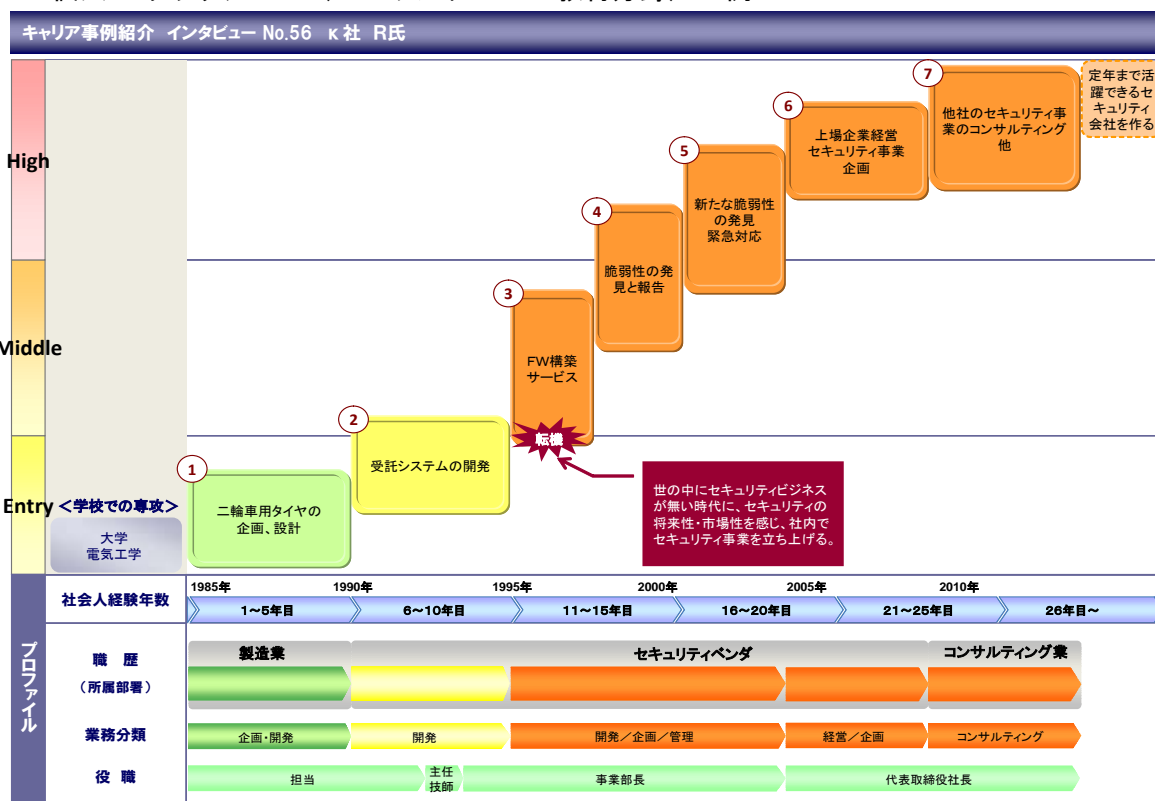 キャリア事例紹介 インタビュー No.56 K社 R氏
High
Middle
Entry
<学校での専攻>
大学
電気工学
1
二輪車用タイヤの
企画、設計
2
受託システムの開発
3
FW構築
サービス
転機
世の中にセキュリティビジネス
が無い時代に、セキュリティの
将来性・市場性を感じ、社内で
セキュリティ事業を立ち上げる。
4
脆弱性の発
見と報告
5
新たな脆弱性
の発見
緊急対応
6
上場企業経営
セキュリティ事業
企画
7
他社のセキュリティ事
業のコンサルティング
他
定年まで活
躍できるセ
キュリティ
会社を作る
プロファイル
社会人経験年数
1985年 1990年 1995年 2000年 2005年 2010年
1~5年目 6~10年目 11~15年目 16~20年目 21~25年目 26年目~
職 歴
(所属部署)
製造業 セキュリティベンダ コンサルティング業
業務分類
企画・開発 開発 開発/企画/管理 経営/企画 コンサルティング
役 職
担当 主任
技師 事業部長 代表取締役社長